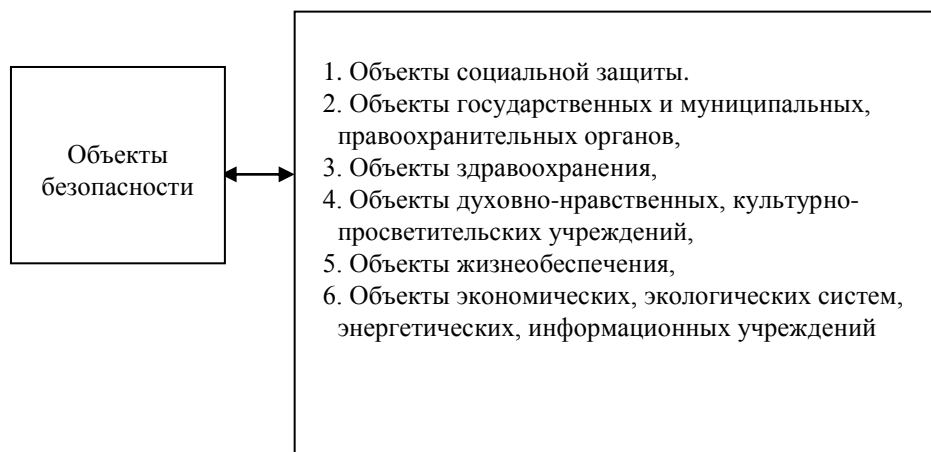 Объекты
безопасности
1. Объекты социальной защиты.
2. Объекты государственных и муниципальных,
правоохранительных органов,
3. Объекты здравоохранения,
4. Объекты духовно-нравственных, культурно-
просветительских учреждений,
5. Объекты жизнеобеспечения,
6. Объекты экономических, экологических систем,
энергетических, информационных учреждений